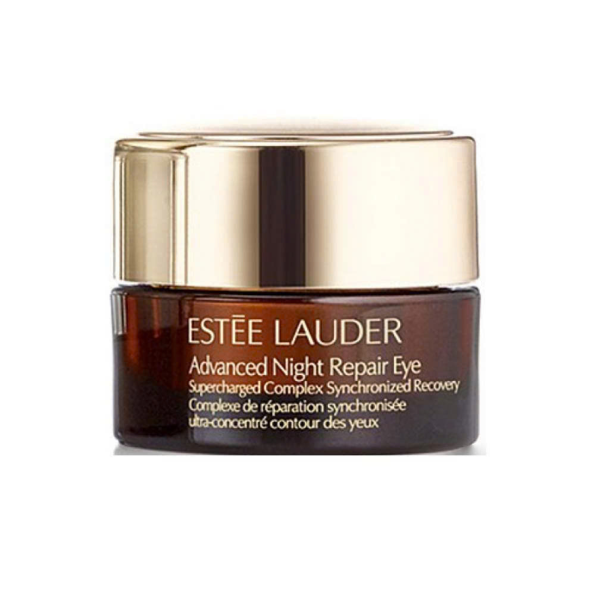 ESTĒE LAUDER
Advanced Night Repair Eye
Supercharged Complex Synchronized Recovery
Complexe de réparation synchronisée
ultra-concentré contour des yeux